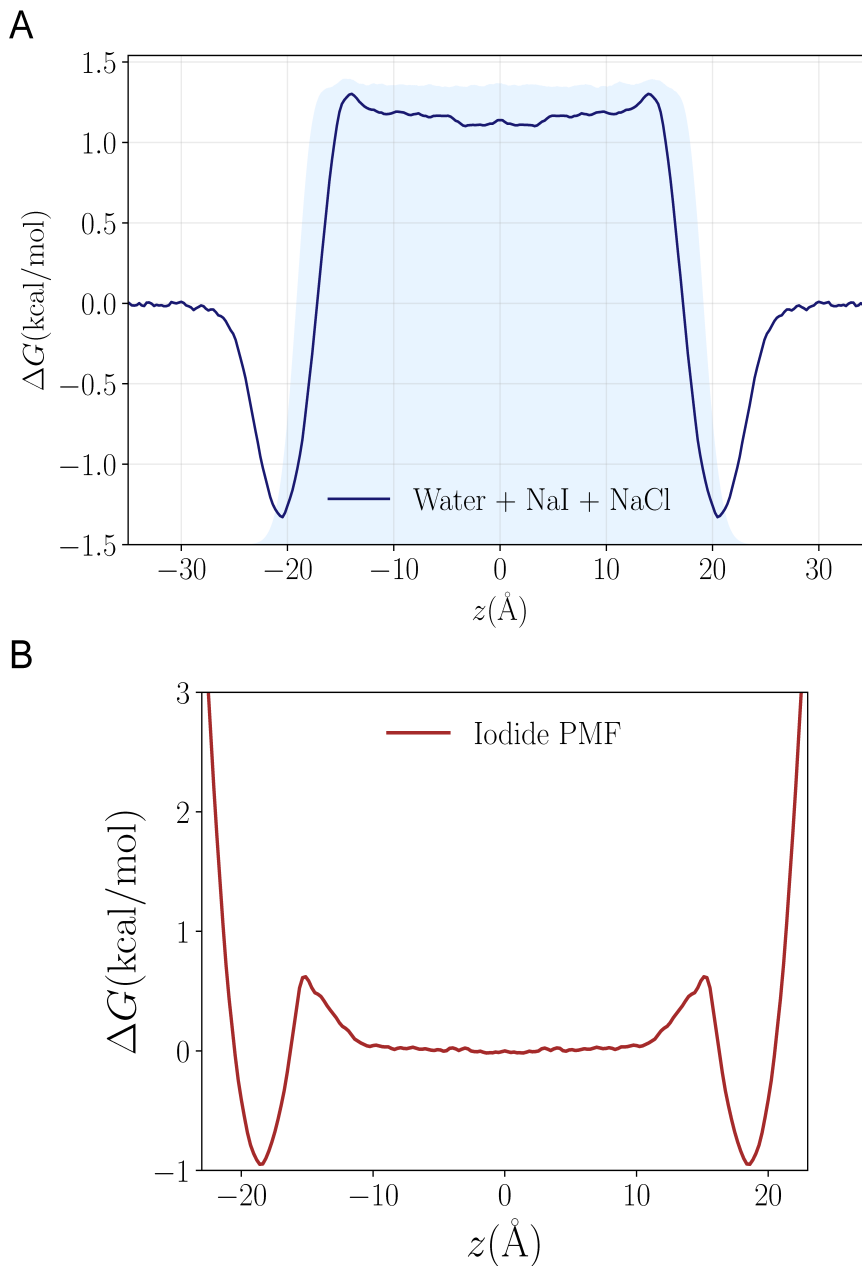 A
1.5
1.0
0.5
0.0
−0.5
−1.0
−1.5
ΔG(kcal/mol)
Water + NaI + NaCl
−30 −20 −10 0 10 20 30
z(Å)
B
3
2
1
0
−1
ΔG(kcal/mol)
Iodide PMF
−20 −10 0 10 20
z(Å)